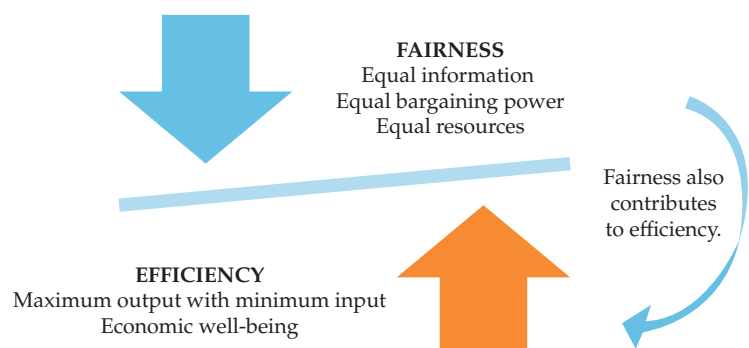 FAIRNESS
Equal information
Equal bargaining power
Equal resources
Fairness also
contributes
to efficiency.
EFFICIENCY
Maximum output with minimum input
Economic well-being